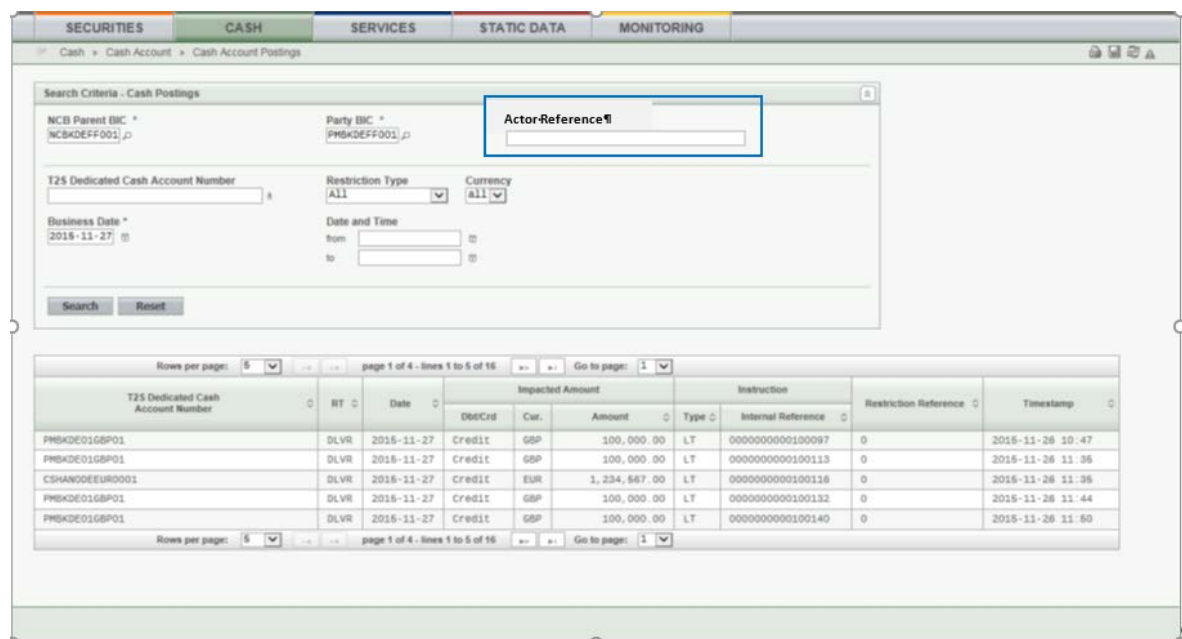 SECURITIES CASH SERVICES STATIC DATA MONITORING
Cash » Cash Account » Cash Account Postings
Search Criteria - Cash Postings
NCB Parent BIC * Party BIC * Actor·Reference¶
NCBKDEFF001 PMBKDEFF001
T2S Dedicated Cash Account Number Restriction Type Currency
All all
Business Date * Date and Time
2015-11-27 from
to
Search Reset
Rows per page: 5 page 1 of 4 - lines 1 to 5 of 16 Go to page: 1
T2S Dedicated Cash Account Number RT Date Impacted Amount Instruction Restriction Reference Timestamp
Dbt/Crd Cur. Amount Type Internal Reference
PMBKDE01GBP01 DLVR 2015-11-27 Credit GBP 100,000.00 LT 0000000000100097 0 2015-11-26 10:47
PMBKDE01GBP01 DLVR 2015-11-27 Credit GBP 100,000.00 LT 0000000000100113 0 2015-11-26 11:35
CSHANODEEUR0001 DLVR 2015-11-27 Credit EUR 1,234,567.00 LT 0000000000100116 0 2015-11-26 11:35
PMBKDE01GBP01 DLVR 2015-11-27 Credit GBP 100,000.00 LT 0000000000100132 0 2015-11-26 11:44
PMBKDE01GBP01 DLVR 2015-11-27 Credit GBP 100,000.00 LT 0000000000100140 0 2015-11-26 11:50
Rows per page: 5 page 1 of 4 - lines 1 to 5 of 16 Go to page: 1